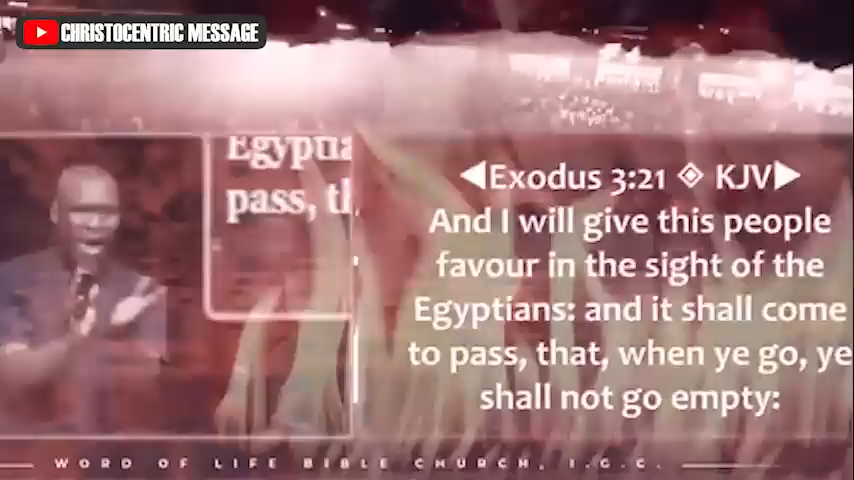 CHRISTOCENTRIC MESSAGE
Egyptia
pass, th
◀Exodus 3:21 ◈ KJV▶
And I will give this people
favour in the sight of the
Egyptians: and it shall come
to pass, that, when ye go, ye
shall not go empty:
WORD OF LIFE BIBLE CHURCH, I.G.C.